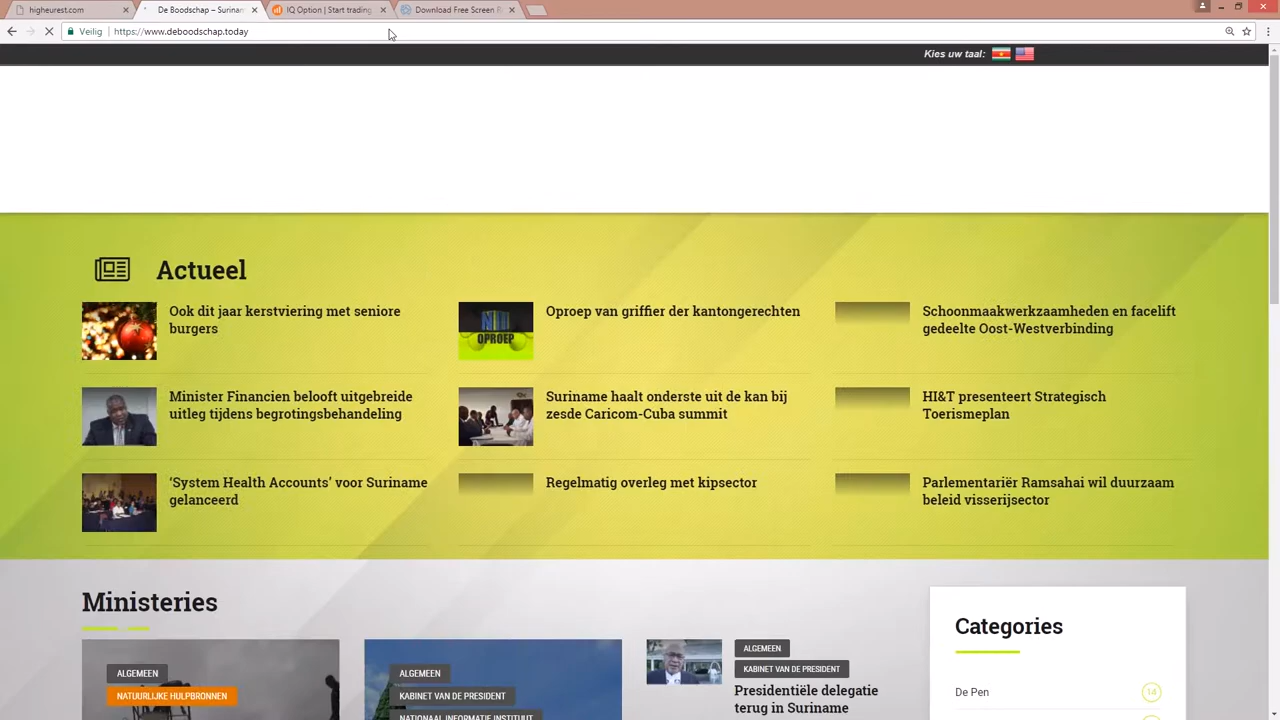 higheurest.com
De Boodschap – Surinam
IQ Option | Start trading
Download Free Screen R
Veilig
https://www.deboodschap.today
Kies uw taal:
Actueel
Ook dit jaar kerstviering met seniore
burgers
OPROEP
Oproep van griffier der kantongerechten
Schoonmaakwerkzaamheden en facelift
gedeelte Oost-Westverbinding
Minister Financien belooft uitgebreide
uitleg tijdens begrotingsbehandeling
Suriname haalt onderste uit de kan bij
zesde Caricom-Cuba summit
HI&T presenteert Strategisch
Toerismeplan
‘System Health Accounts’ voor Suriname
gelanceerd
Regelmatig overleg met kipsector
Parlementariër Ramsahai wil duurzaam
beleid visserijsector
Ministeries
ALGEMEEN
NATUURLIJKE HULPBRONNEN
ALGEMEEN
KABINET VAN DE PRESIDENT
NATIONAAL INFORMATIE INSTITUUT
ALGEMEEN
KABINET VAN DE PRESIDENT
Presidentiële delegatie
terug in Suriname
Categories
De Pen
14